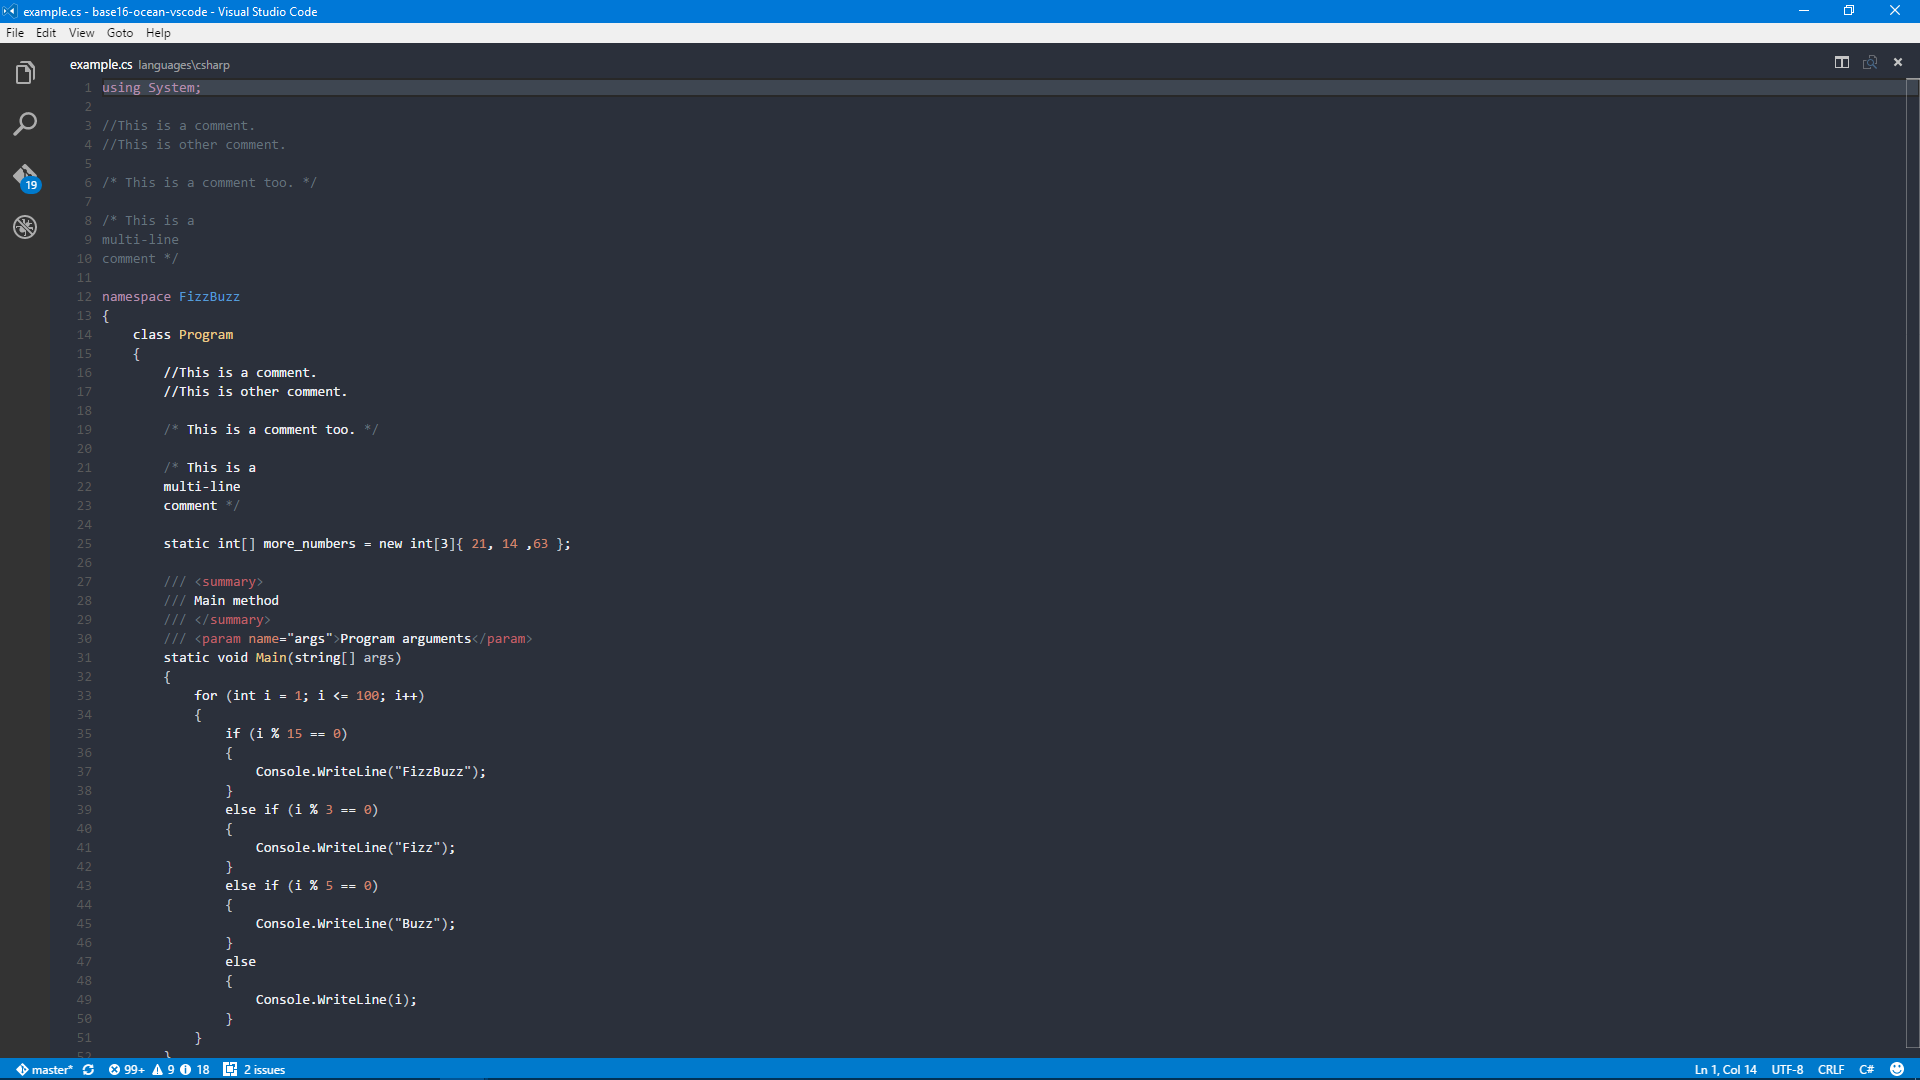 example.cs - base16-ocean-vscode - Visual Studio Code
File Edit View Goto Help
example.cs languages\csharp
1 using System;
2
3 //This is a comment.
4 //This is other comment.
5
6 /* This is a comment too. */
7
8 /* This is a
9 multi-line
10 comment */
11
12 namespace FizzBuzz
13 {
14     class Program
15     {
16         //This is a comment.
17         //This is other comment.
18
19         /* This is a comment too. */
20
21         /* This is a
22         multi-line
23         comment */
24
25         static int[] more_numbers = new int[3]{ 21, 14 ,63 };
26
27         /// <summary>
28         /// Main method
29         /// </summary>
30         /// <param name="args">Program arguments</param>
31         static void Main(string[] args)
32         {
33             for (int i = 1; i <= 100; i++)
34             {
35                 if (i % 15 == 0)
36                 {
37                     Console.WriteLine("FizzBuzz");
38                 }
39                 else if (i % 3 == 0)
40                 {
41                     Console.WriteLine("Fizz");
42                 }
43                 else if (i % 5 == 0)
44                 {
45                     Console.WriteLine("Buzz");
46                 }
47                 else
48                 {
49                     Console.WriteLine(i);
50                 }
51             }
52         }
19
master* 99+ 9 18 2 issues Ln 1, Col 14 UTF-8 CRLF C#